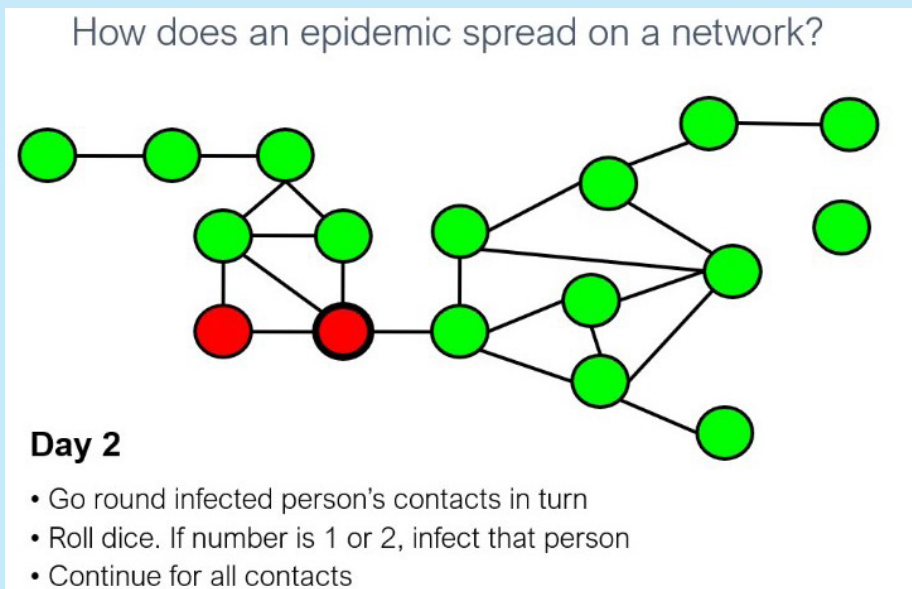 How does an epidemic spread on a network?
Day 2
• Go round infected person's contacts in turn
• Roll dice. If number is 1 or 2, infect that person
• Continue for all contacts